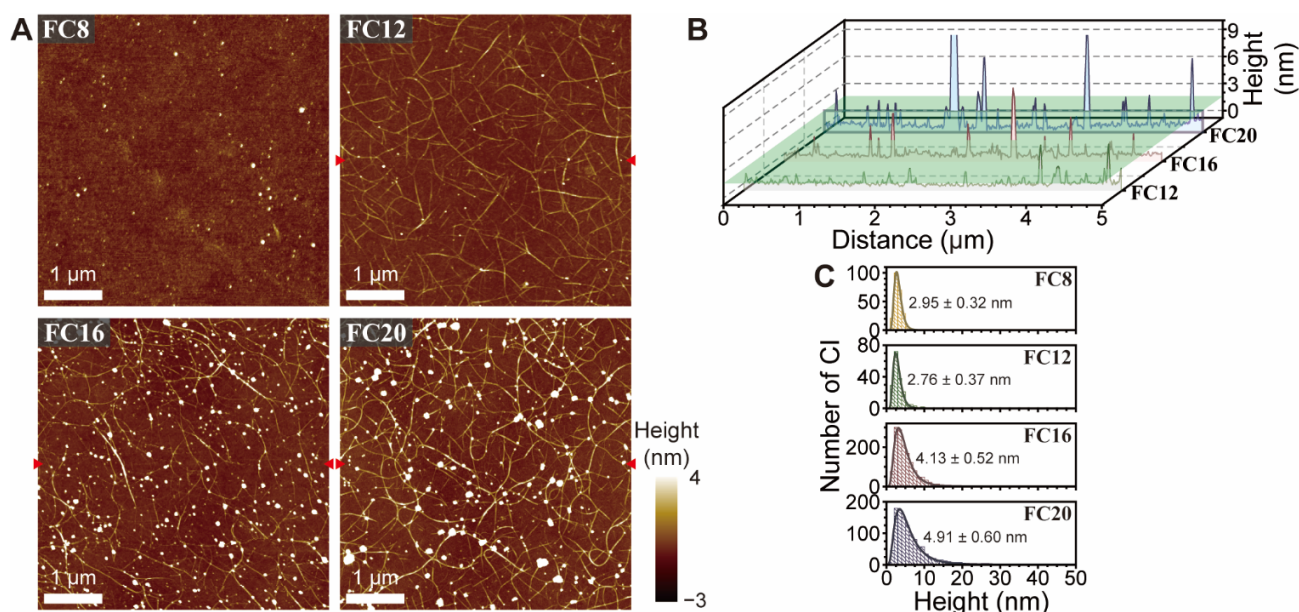 A
FC8
1 µm
FC12
1 µm
FC16
1 µm
FC20
1 µm
Height
(nm)
4
−3
B
9
6
3
0
Height
(nm)
FC20
FC16
FC12
0 1 2 3 4 5
Distance (µm)
C
Number of CI
100
50
0
FC8
2.95 ± 0.32 nm
80
40
0
FC12
2.76 ± 0.37 nm
200
0
FC16
4.13 ± 0.52 nm
200
100
0
FC20
4.91 ± 0.60 nm
0 10 20 30 40 50
Height (nm)